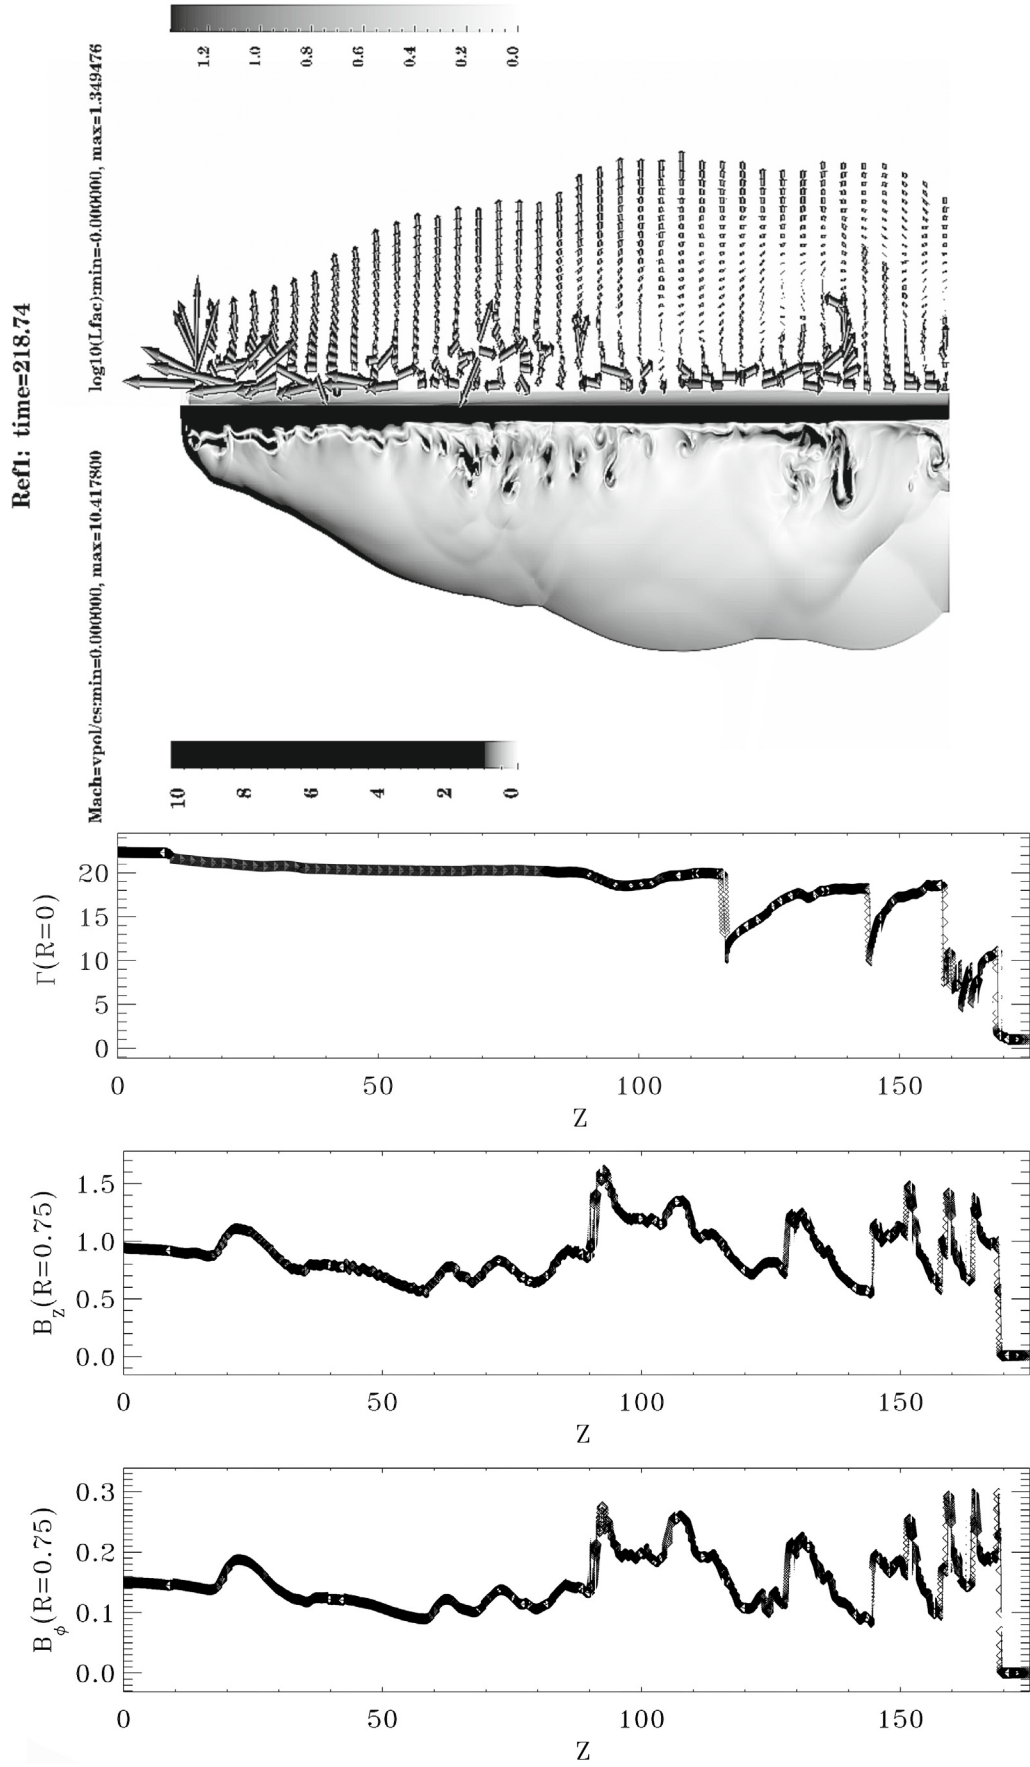 Ref1: time=218.74
log10(Lfac):min=-0.000000, max=1.349476
1.2 1.0 0.8 0.6 0.4 0.2 0.0
Mach=vpol/cs:min=0.000000, max=10.417800
10 8 6 4 2 0
Γ(R=0)
20
15
10
5
0
0 50 100 150
Z
B_Z(R=0.75)
1.5
1.0
0.5
0.0
0 50 100 150
Z
B_ϕ(R=0.75)
0.3
0.2
0.1
0.0
0 50 100 150
Z